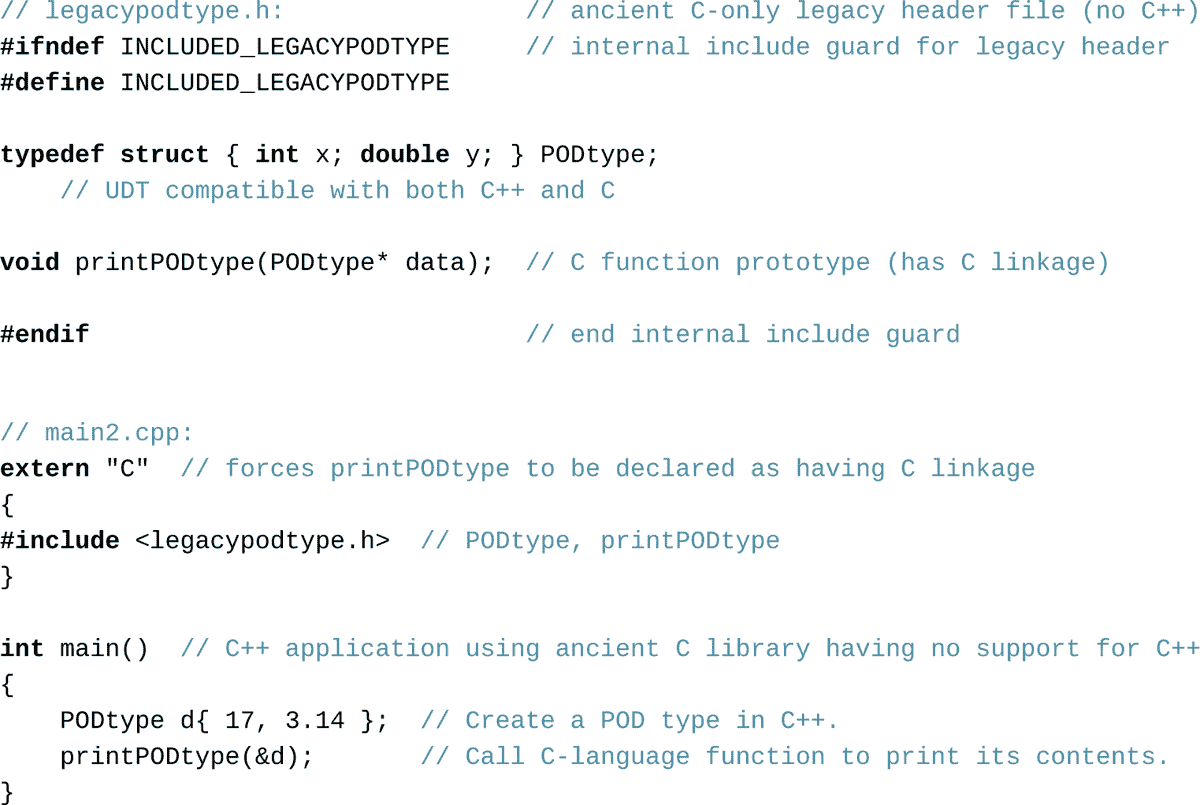 // legacypodtype.h:                // ancient C-only legacy header file (no C++)
#ifndef INCLUDED_LEGACYPODTYPE     // internal include guard for legacy header
#define INCLUDED_LEGACYPODTYPE
typedef struct { int x; double y; } PODtype;
    // UDT compatible with both C++ and C
void printPODtype(PODtype* data);  // C function prototype (has C linkage)
#endif                             // end internal include guard
// main2.cpp:
extern "C"  // forces printPODtype to be declared as having C linkage
{
#include <legacypodtype.h>  // PODtype, printPODtype
}
int main()  // C++ application using ancient C library having no support for C++
{
    PODtype d{ 17, 3.14 };  // Create a POD type in C++.
    printPODtype(&d);       // Call C-language function to print its contents.
}